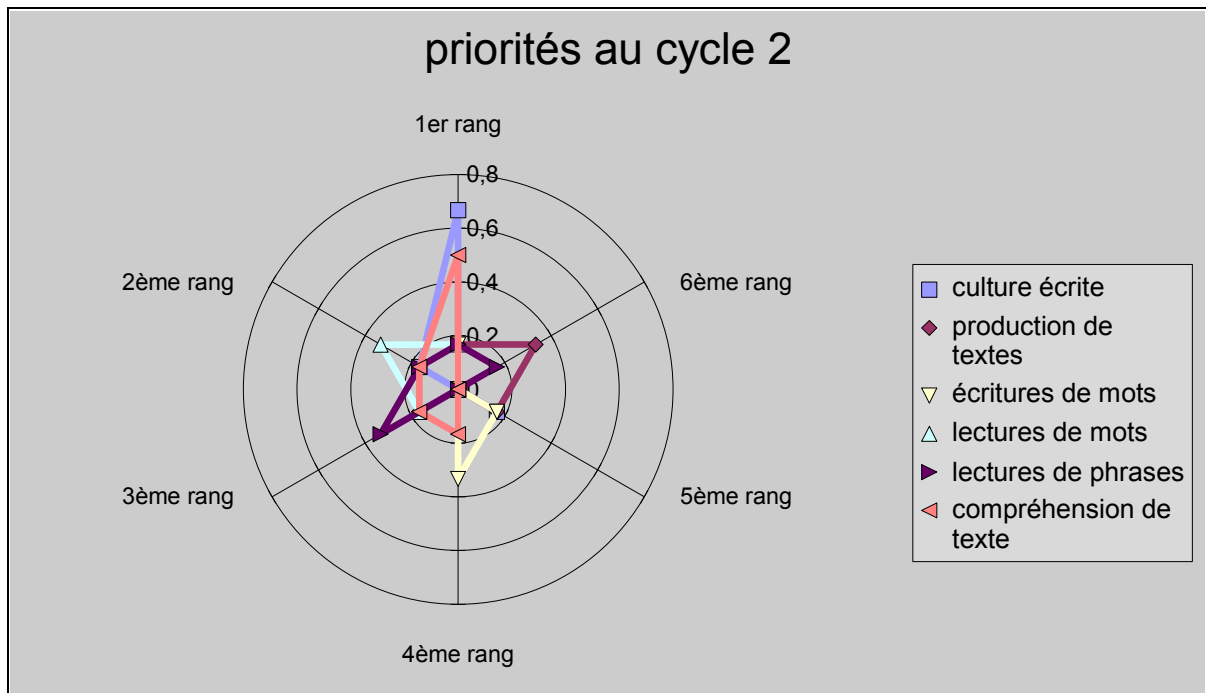 priorités au cycle 2
1er rang
0,8
0,6
0,4
0,2
0
2ème rang
6ème rang
3ème rang
5ème rang
4ème rang
culture écrite
production de
textes
écritures de mots
lectures de mots
lectures de phrases
compréhension de
texte